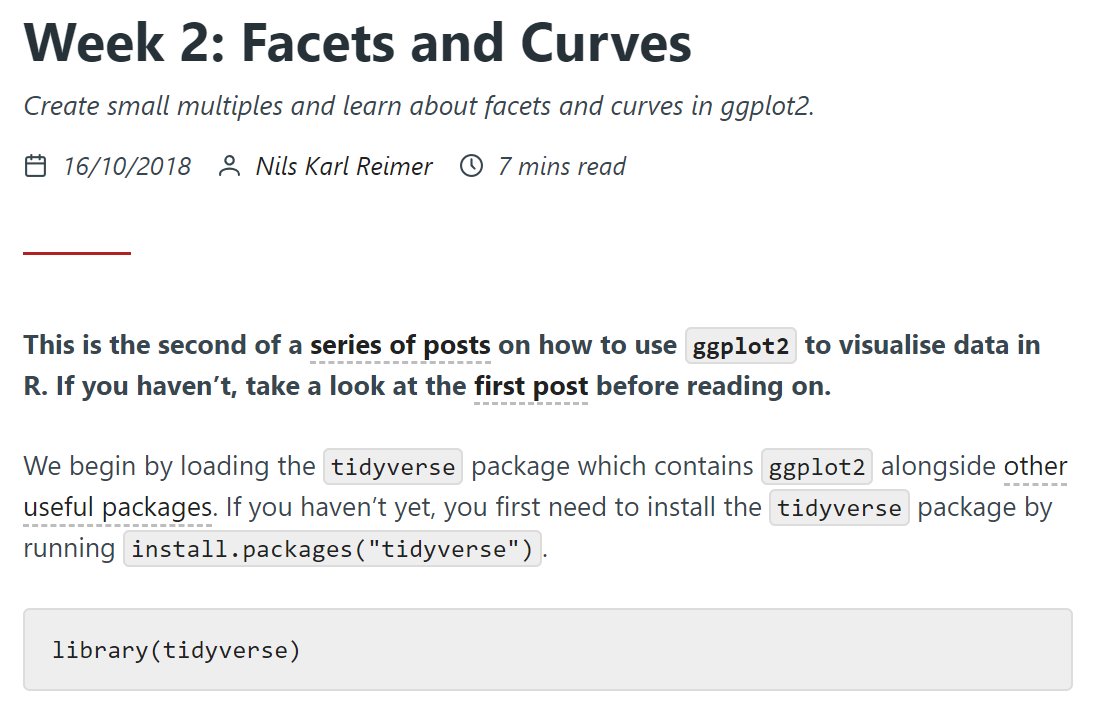 Week 2: Facets and Curves
Create small multiples and learn about facets and curves in ggplot2.
16/10/2018 Nils Karl Reimer 7 mins read
This is the second of a series of posts on how to use ggplot2 to visualise data in
R. If you haven’t, take a look at the first post before reading on.
We begin by loading the tidyverse package which contains ggplot2 alongside other
useful packages. If you haven’t yet, you first need to install the tidyverse package by
running install.packages("tidyverse").
library(tidyverse)